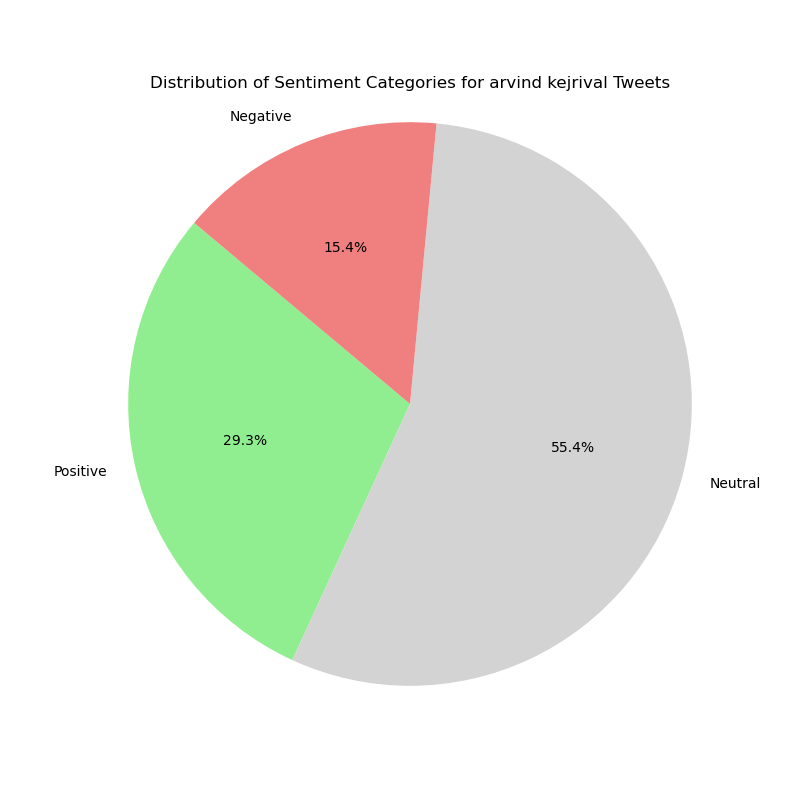 Distribution of Sentiment Categories for arvind kejrival Tweets
Negative
15.4%
29.3%
55.4%
Positive
Neutral